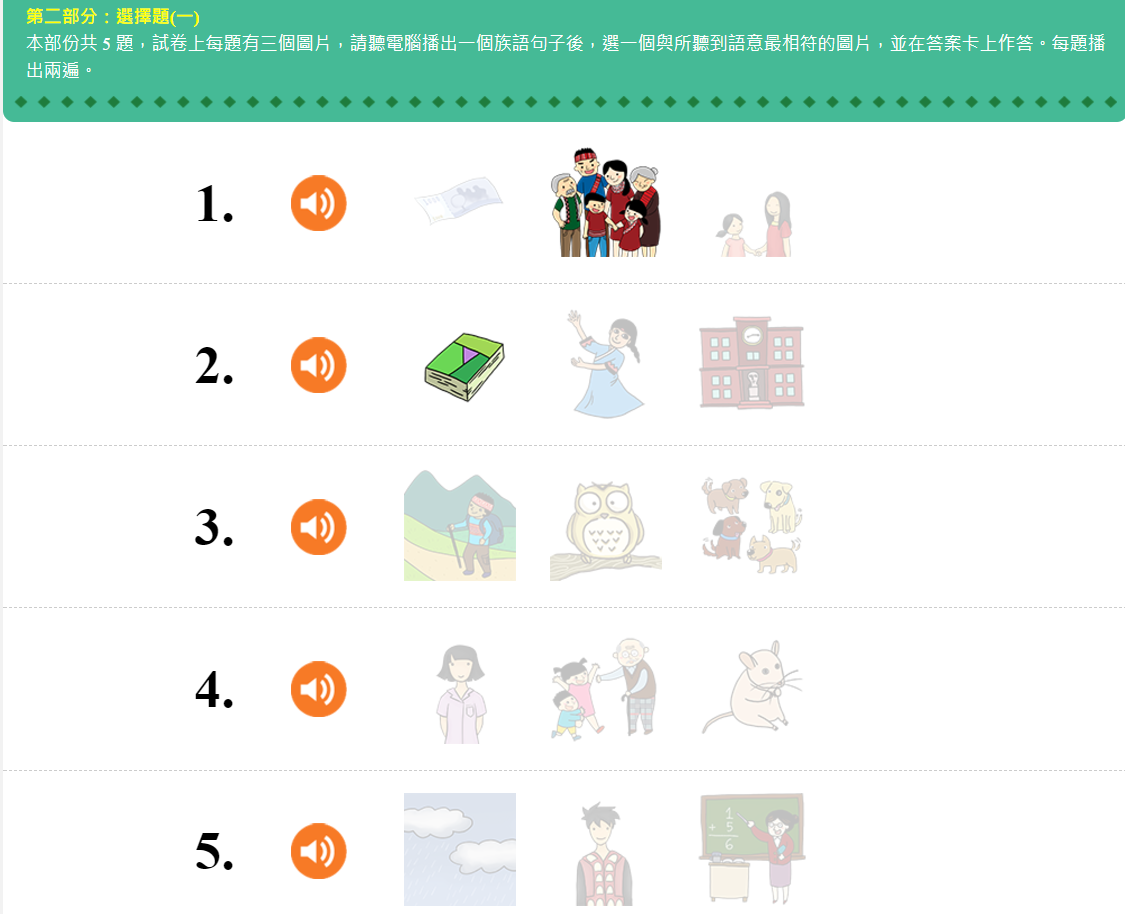 第二部分：選擇題(一)
本部份共 5 題，試卷上每題有三個圖片，請聽電腦播出一個族語句子後，選一個與所聽到語意最相符的圖片，並在答案卡上作答。每題播
出兩遍。
1.
2.
3.
4.
5.
1
+ 5
6